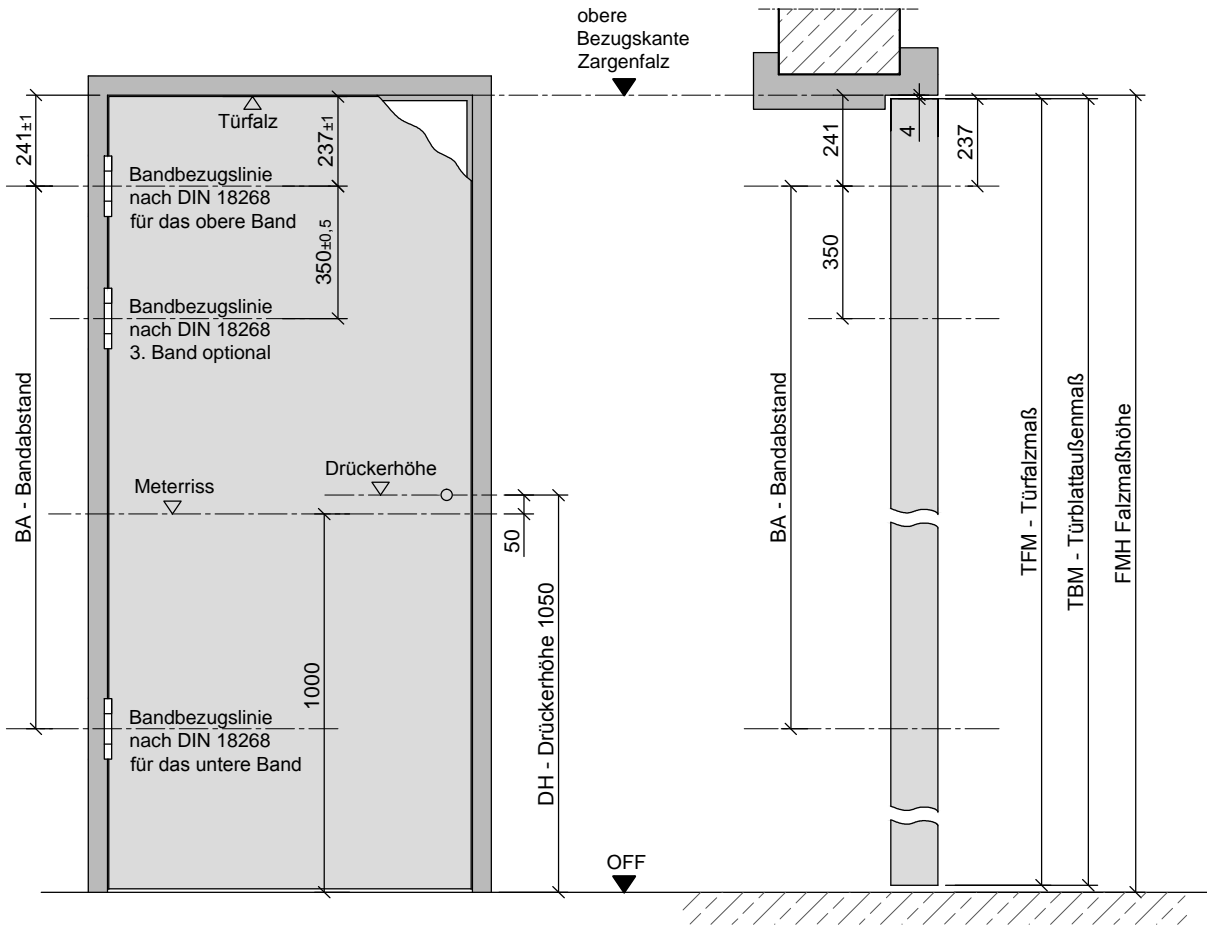 obere
Bezugskante
Zargenfalz
241±1
Türfalz
237±1
Bandbezugslinie
nach DIN 18268
für das obere Band
350±0,5
Bandbezugslinie
nach DIN 18268
3. Band optional
BA - Bandabstand
Meterriss
Drückerhöhe
50
1000
DH - Drückerhöhe 1050
Bandbezugslinie
nach DIN 18268
für das untere Band
OFF
241
4
237
350
BA - Bandabstand
TFM - Türfalzmaß
TBM - Türblattaußenmaß
FMH Falzmaßhöhe